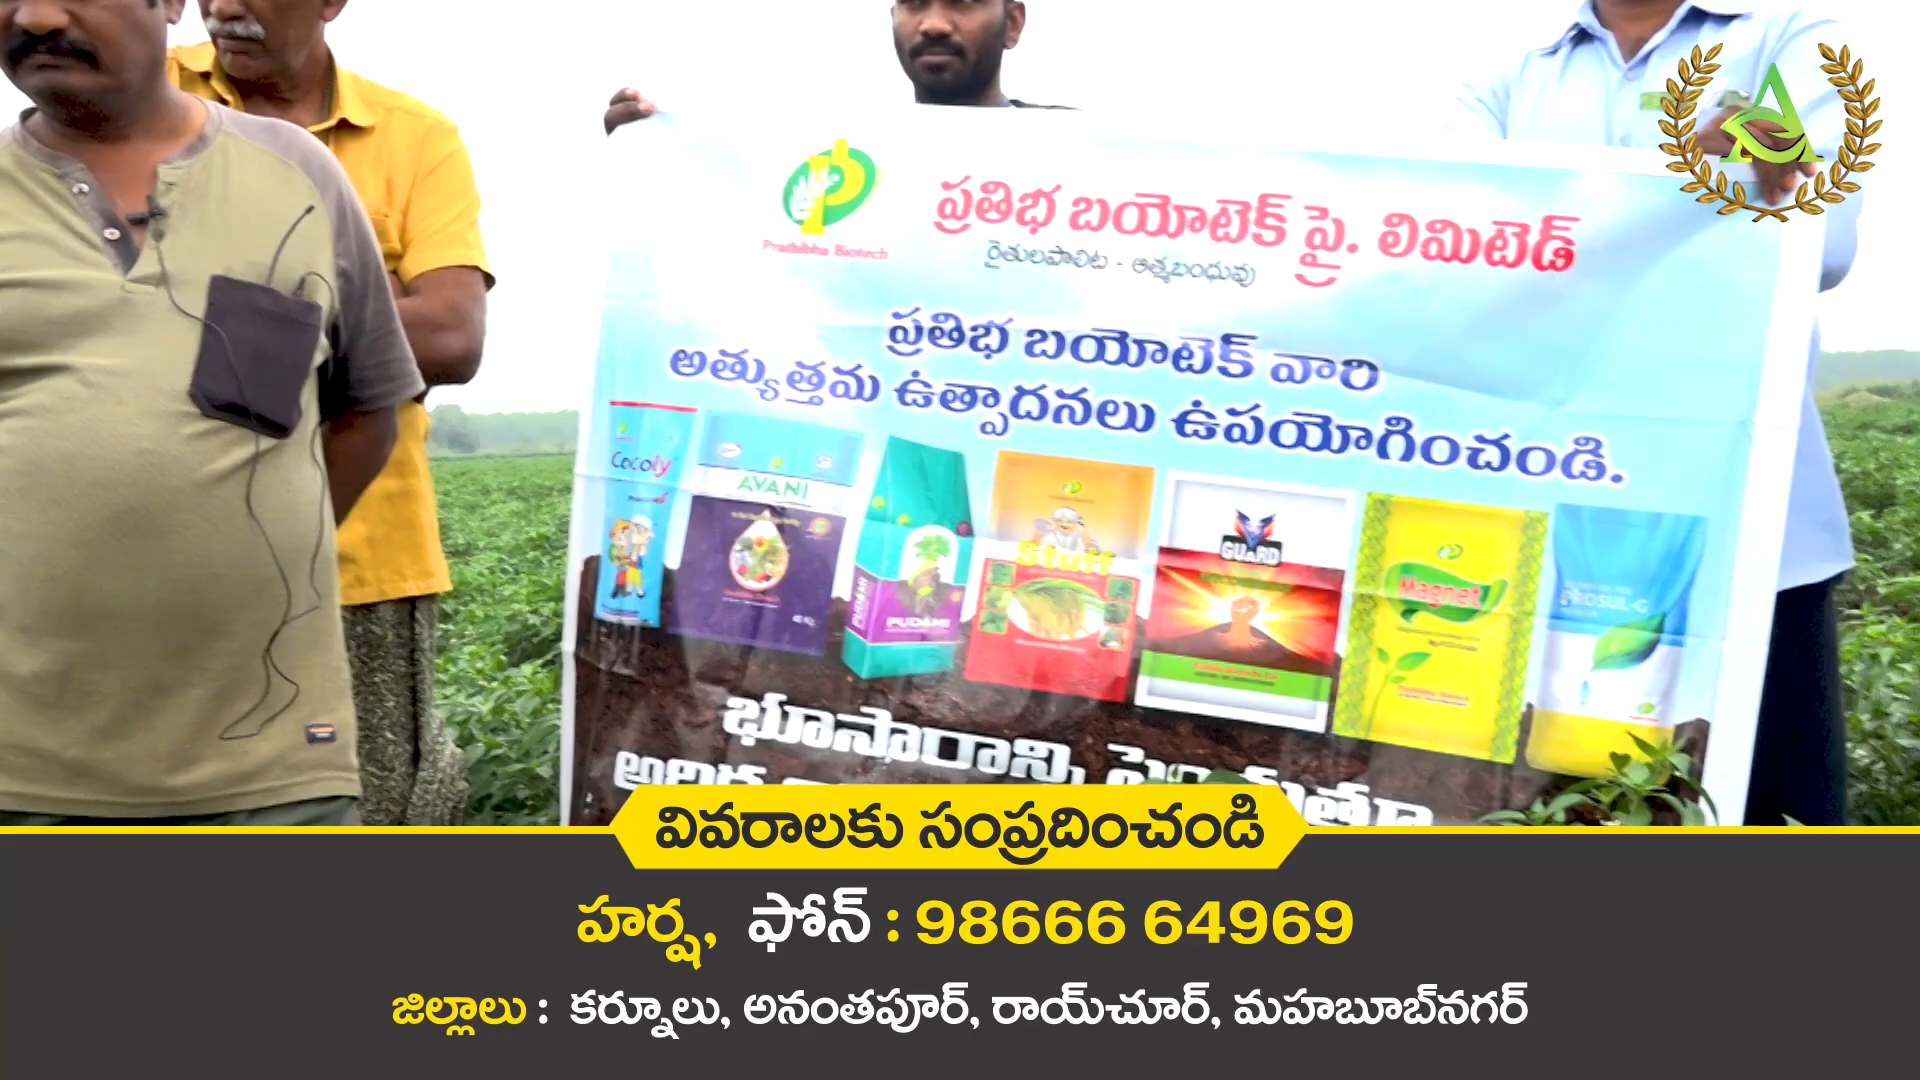 ప్రతిభ బయోటెక్ ప్రై. లిమిటెడ్
Prathibha Biotech
రైతులపాలిట - ఆత్మబంధువు
ప్రతిభ బయోటెక్ వారి
అత్యుత్తమ ఉత్పాదనలు ఉపయోగించండి.
Cocoly
AVANI
PUDAMI
PUDAMI
Stuff
GUARD
Magnet
భూసారాన్ని
వివరాలకు సంప్రదించండి
హర్ష, ఫోన్ : 98666 64969
జిల్లాలు : కర్నూలు, అనంతపూర్, రాయ్‌చూర్, మహబూబ్‌నగర్